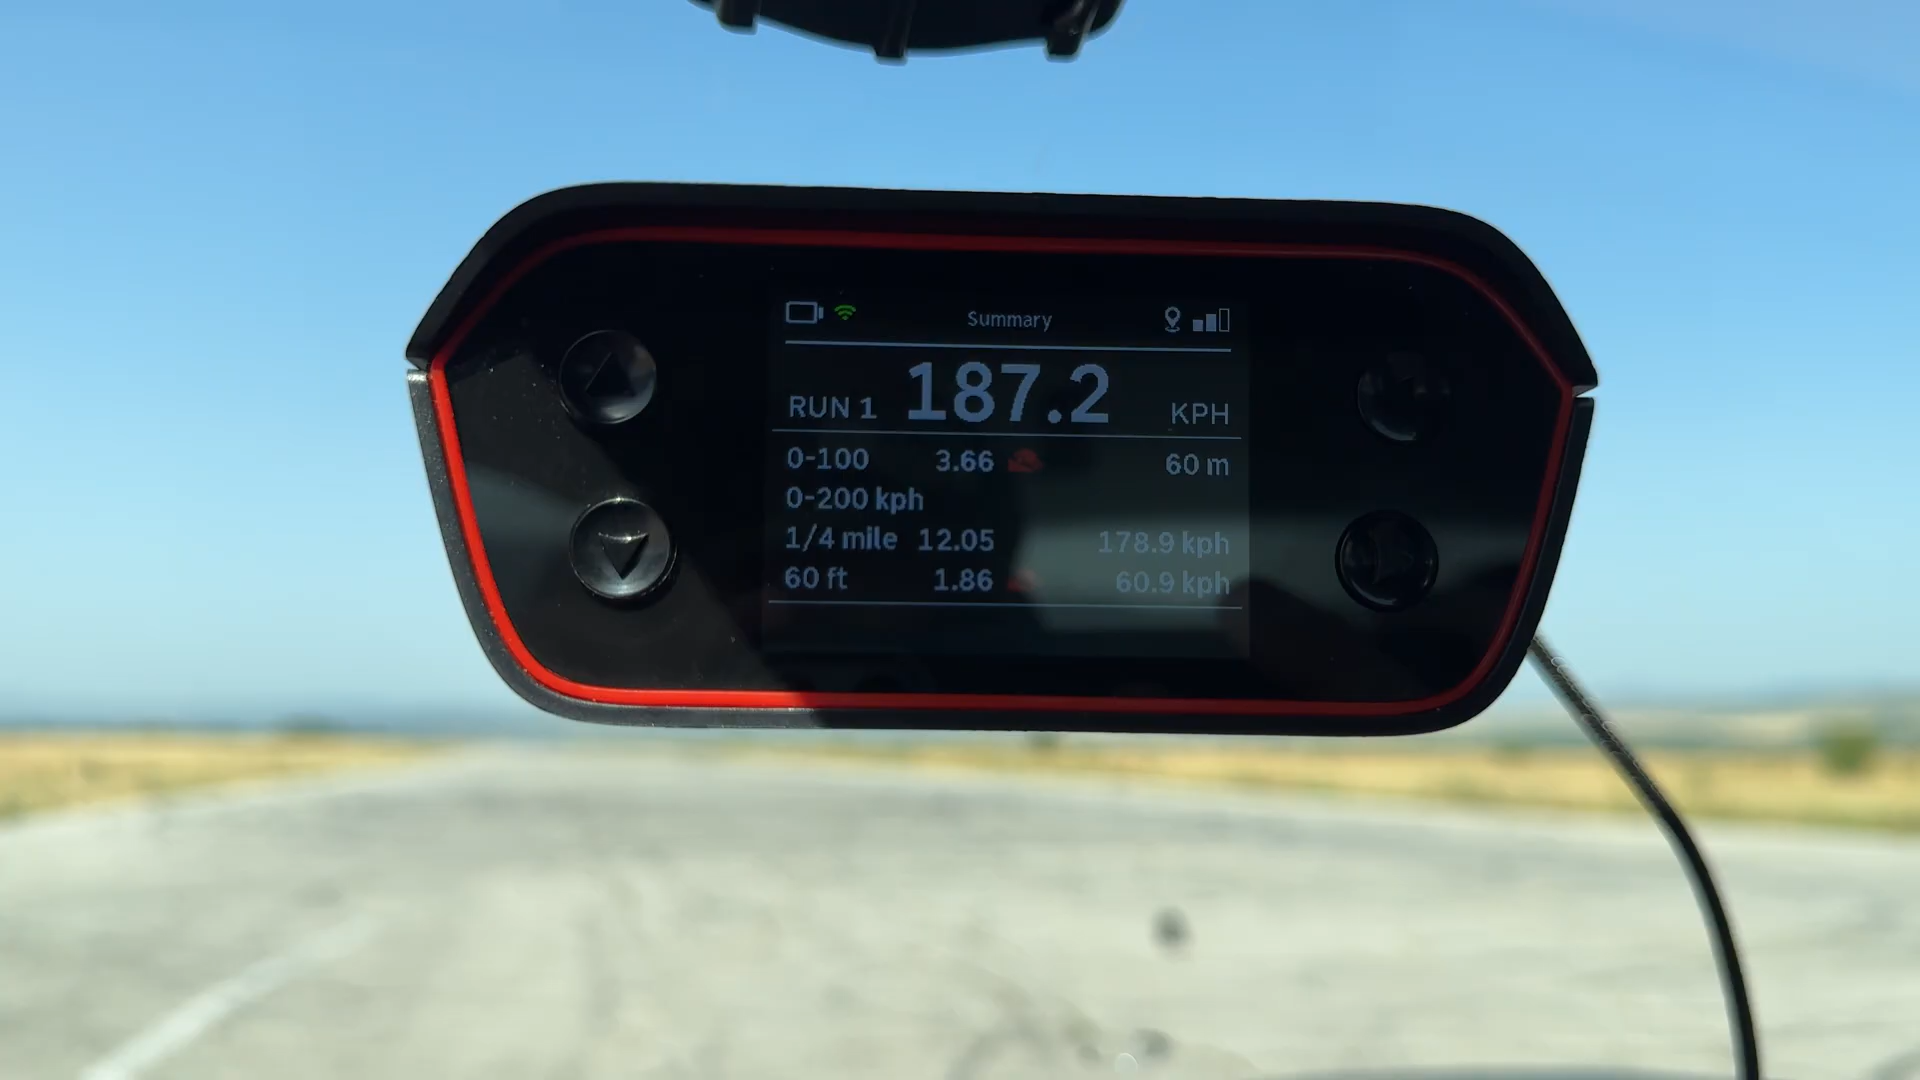 Summary
RUN 1 187.2 KPH
0-100 3.66 60 m
0-200 kph
1/4 mile 12.05 178.9 kph
60 ft 1.86 60.9 kph